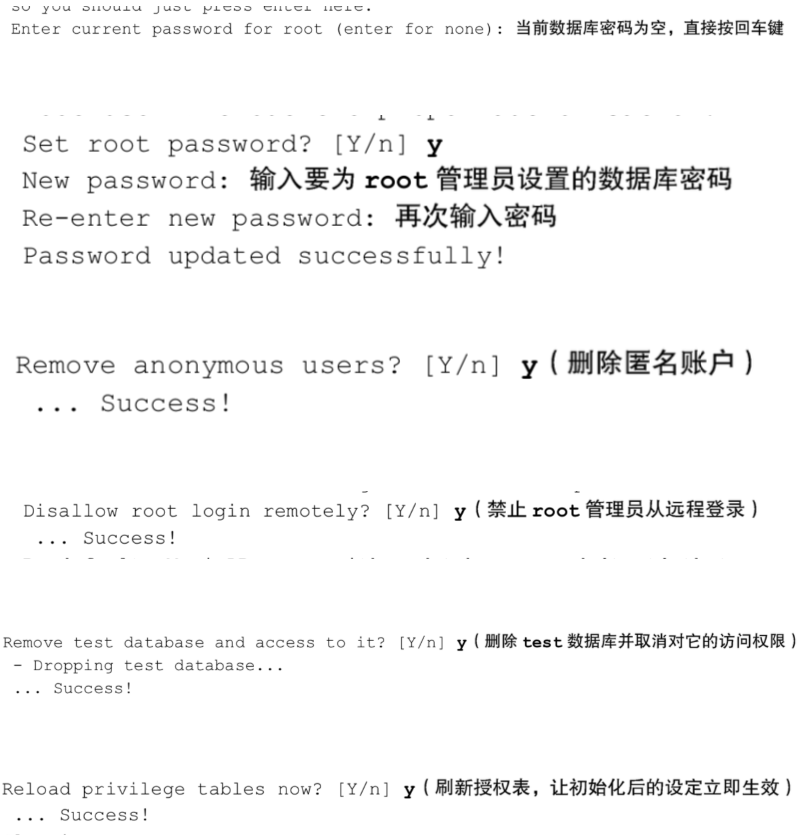 so you should just press enter here.
Enter current password for root (enter for none): 当前数据库密码为空，直接按回车键
Set root password? [Y/n] y
New password: 输入要为 root 管理员设置的数据库密码
Re-enter new password: 再次输入密码
Password updated successfully!
Remove anonymous users? [Y/n] y（删除匿名账户）
... Success!
Disallow root login remotely? [Y/n] y（禁止 root 管理员从远程登录）
... Success!
Remove test database and access to it? [Y/n] y（删除 test 数据库并取消对它的访问权限）
- Dropping test database...
... Success!
Reload privilege tables now? [Y/n] y（刷新授权表，让初始化后的设定立即生效）
... Success!